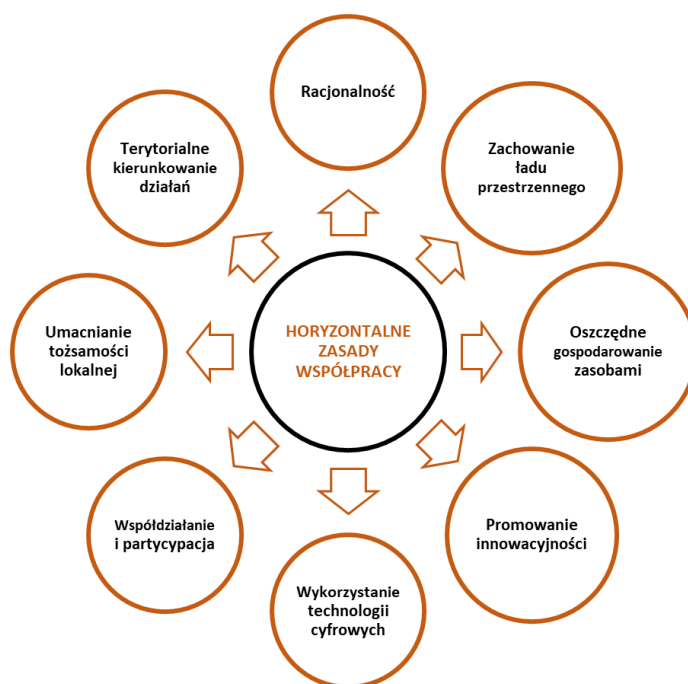 Racjonalność
Zachowanie
ładu
przestrzennego
Oszczędne
gospodarowanie
zasobami
Promowanie
innowacyjności
Wykorzystanie
technologii
cyfrowych
Współdziałanie
i partycypacja
Umacnianie
tożsamości
lokalnej
Terytorialne
kierunkowanie
działań
HORYZONTALNE
ZASADY
WSPÓŁPRACY